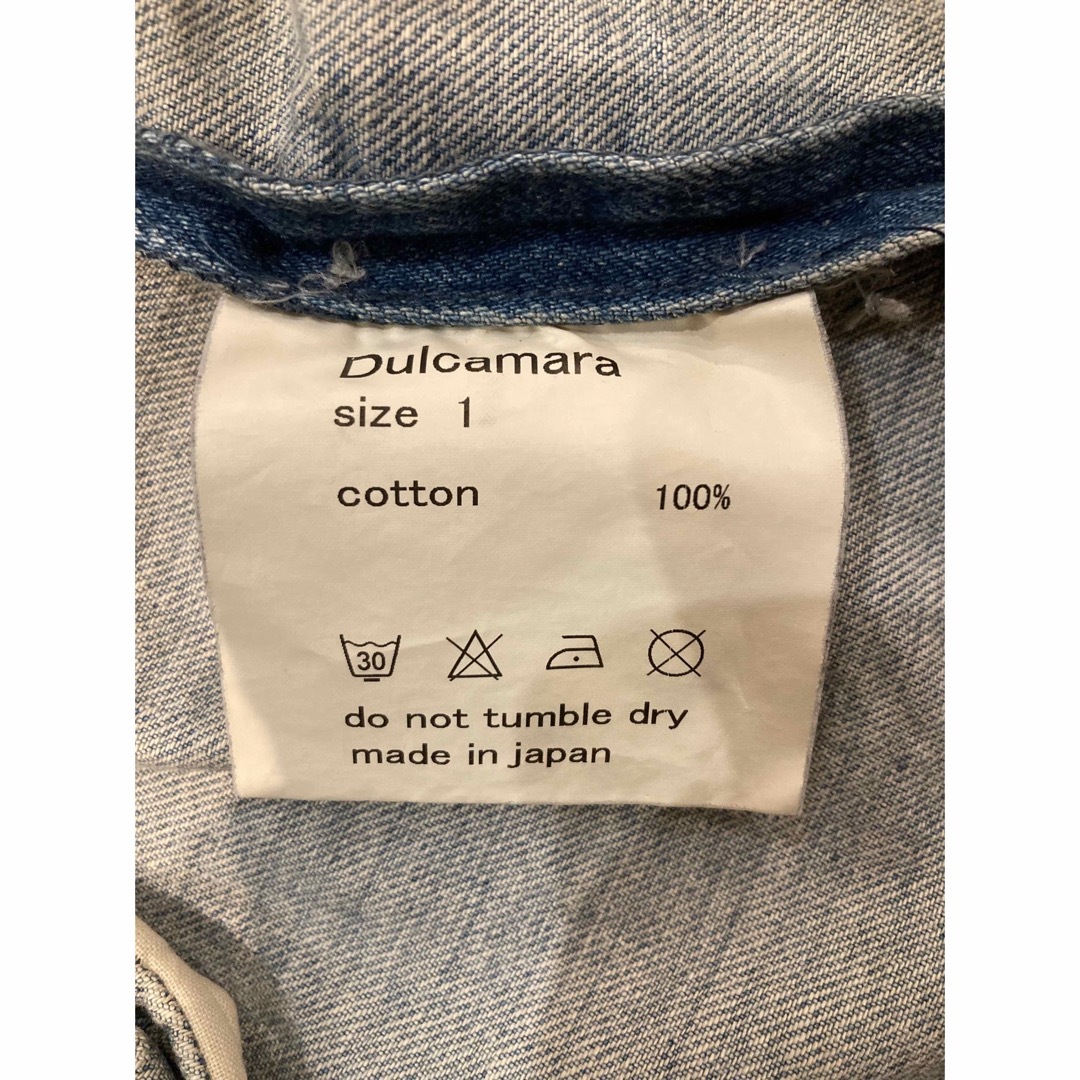 Dulcamara
size 1
cotton 100%
30
do not tumble dry
made in japan